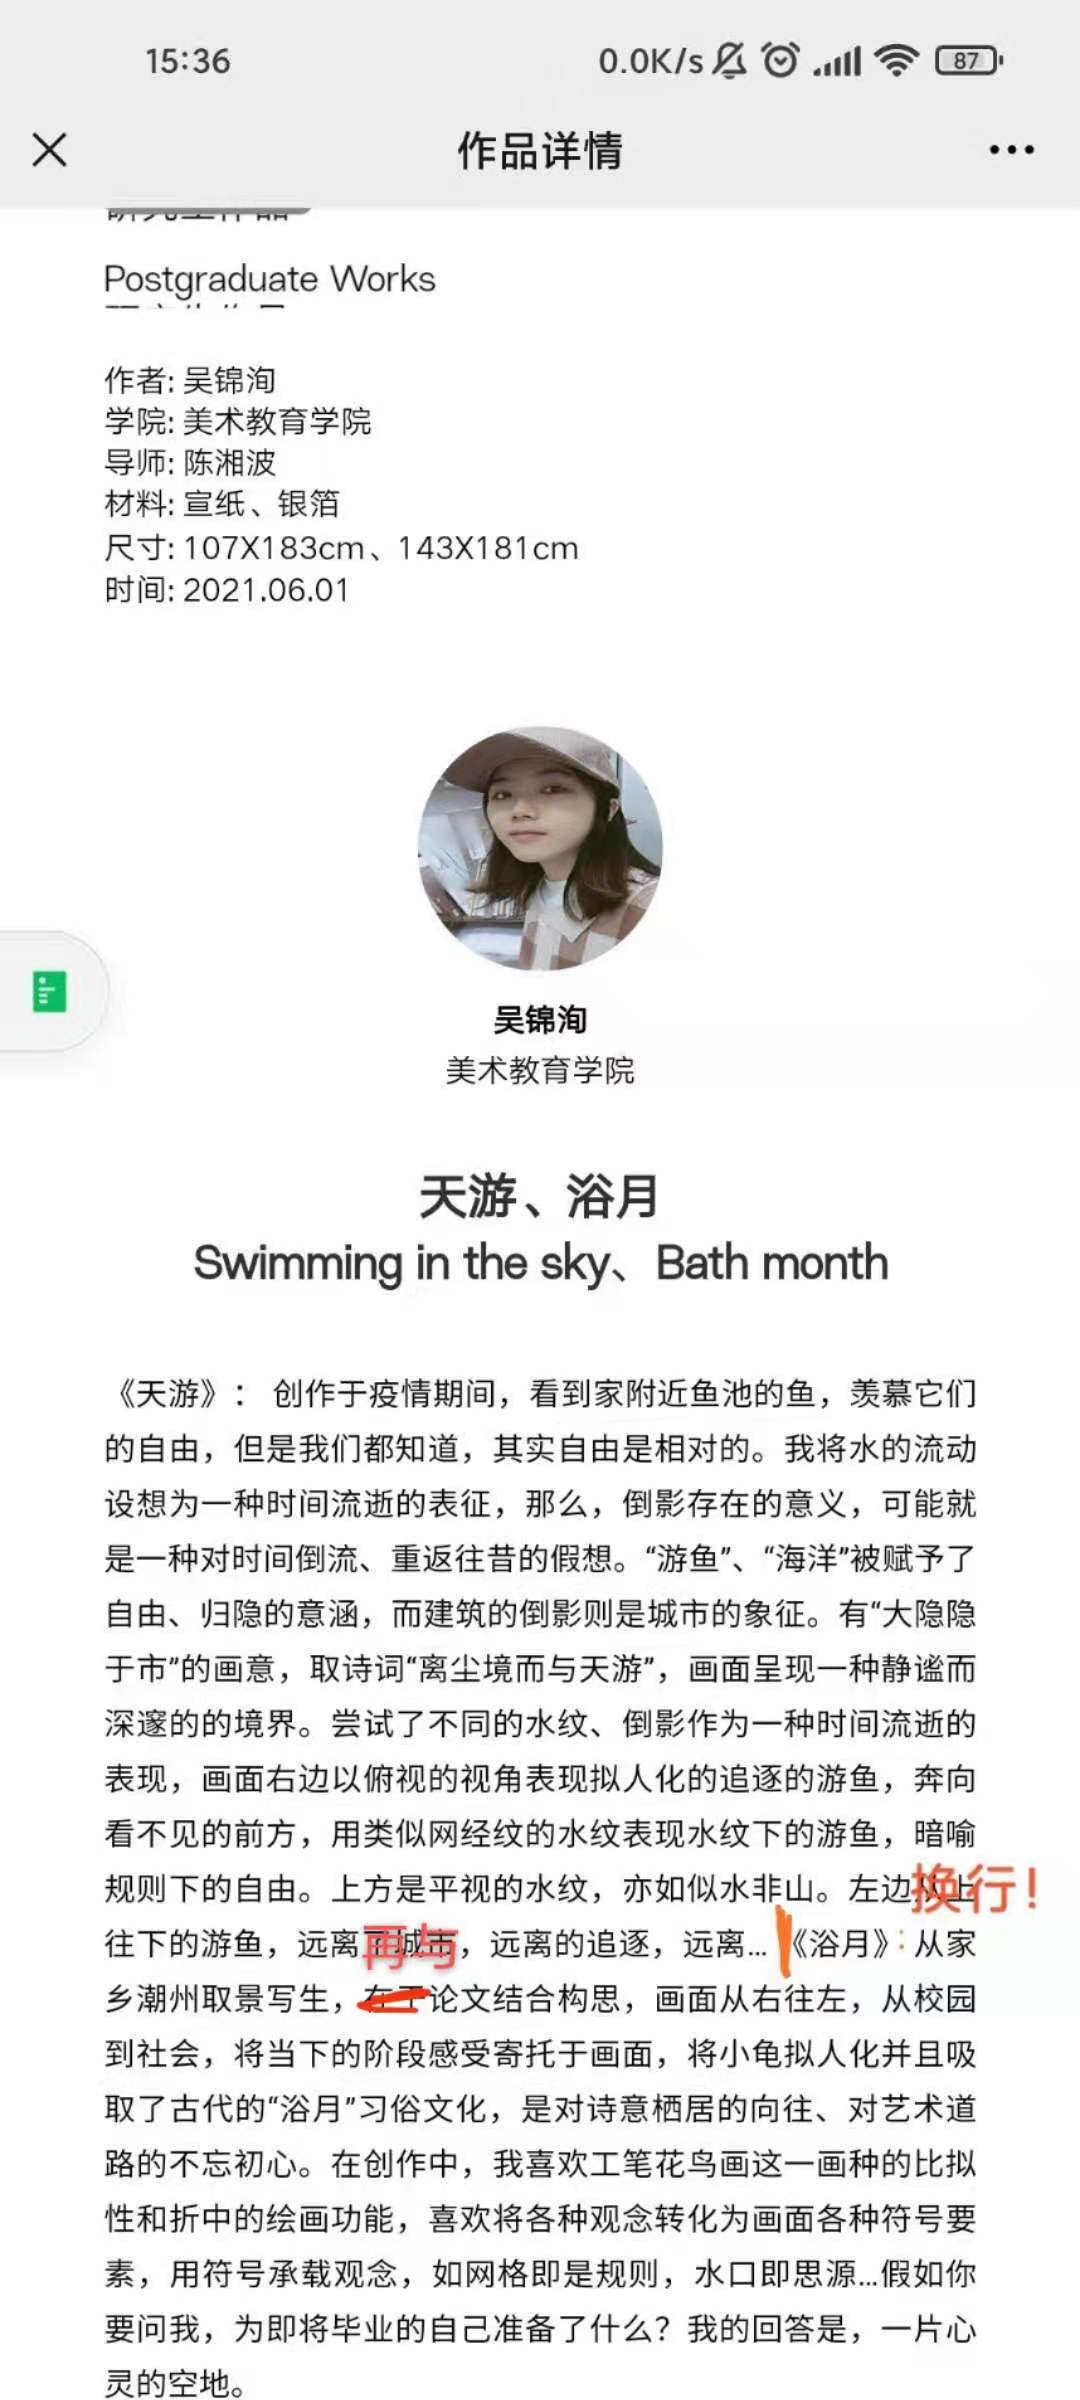 15:36
0.0K/s
87
作品详情
Postgraduate Works
作者: 吴锦洵
学院: 美术教育学院
导师: 陈湘波
材料: 宣纸、银箔
尺寸: 107X183cm、143X181cm
时间: 2021.06.01
吴锦洵
美术教育学院
天游、浴月
Swimming in the sky、Bath month
《天游》： 创作于疫情期间，看到家附近鱼池的鱼，羡慕它们
的自由，但是我们都知道，其实自由是相对的。我将水的流动
设想为一种时间流逝的表征，那么，倒影存在的意义，可能就
是一种对时间倒流、重返往昔的假想。“游鱼”、“海洋”被赋予了
自由、归隐的意涵，而建筑的倒影则是城市的象征。有“大隐隐
于市”的画意，取诗词“离尘境而与天游”，画面呈现一种静谧而
深邃的的境界。尝试了不同的水纹、倒影作为一种时间流逝的
表现，画面右边以俯视的视角表现拟人化的追逐的游鱼，奔向
看不见的前方，用类似网经纹的水纹表现水纹下的游鱼，暗喻
规则下的自由。上方是平视的水纹，亦如似水非山。左边
换行！
往下的游鱼，远离
再与
，远离的追逐，远离... 《浴月》：从家
乡潮州取景写生，在于论文结合构思，画面从右往左，从校园
到社会，将当下的阶段感受寄托于画面，将小龟拟人化并且吸
取了古代的“浴月”习俗文化，是对诗意栖居的向往、对艺术道
路的不忘初心。在创作中，我喜欢工笔花鸟画这一画种的比拟
性和折中的绘画功能，喜欢将各种观念转化为画面各种符号要
素，用符号承载观念，如网格即是规则，水口即思源...假如你
要问我，为即将毕业的自己准备了什么？我的回答是，一片心
灵的空地。